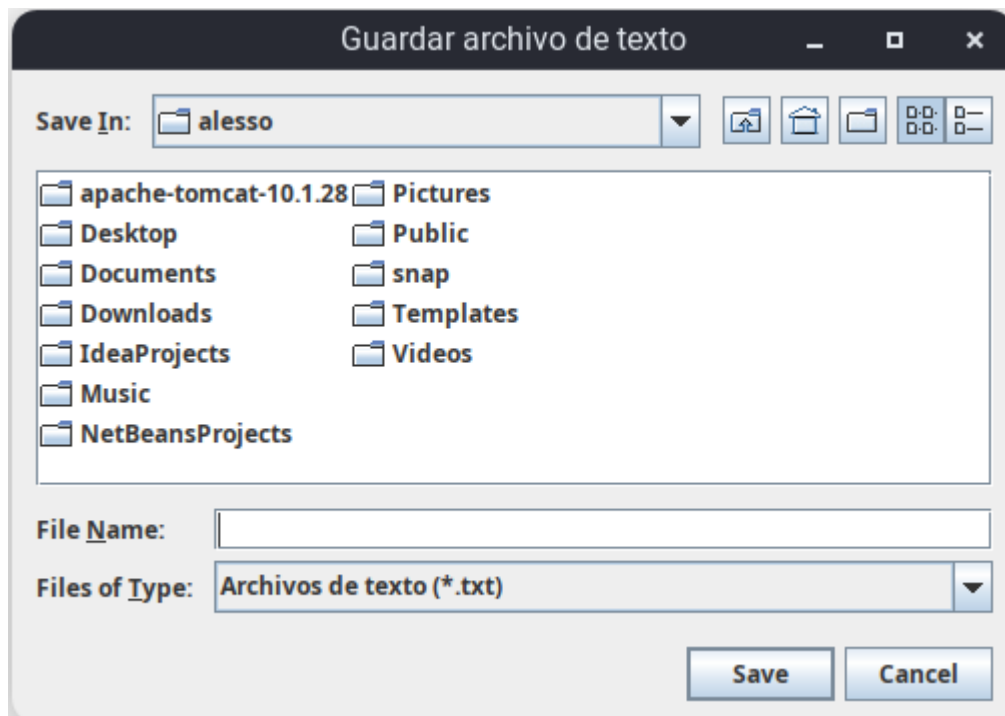 Guardar archivo de texto
Save In: alesso
apache-tomcat-10.1.28 Pictures
Desktop Public
Documents snap
Downloads Templates
IdeaProjects Videos
Music
NetBeansProjects
File Name:
Files of Type: Archivos de texto (*.txt)
Save Cancel